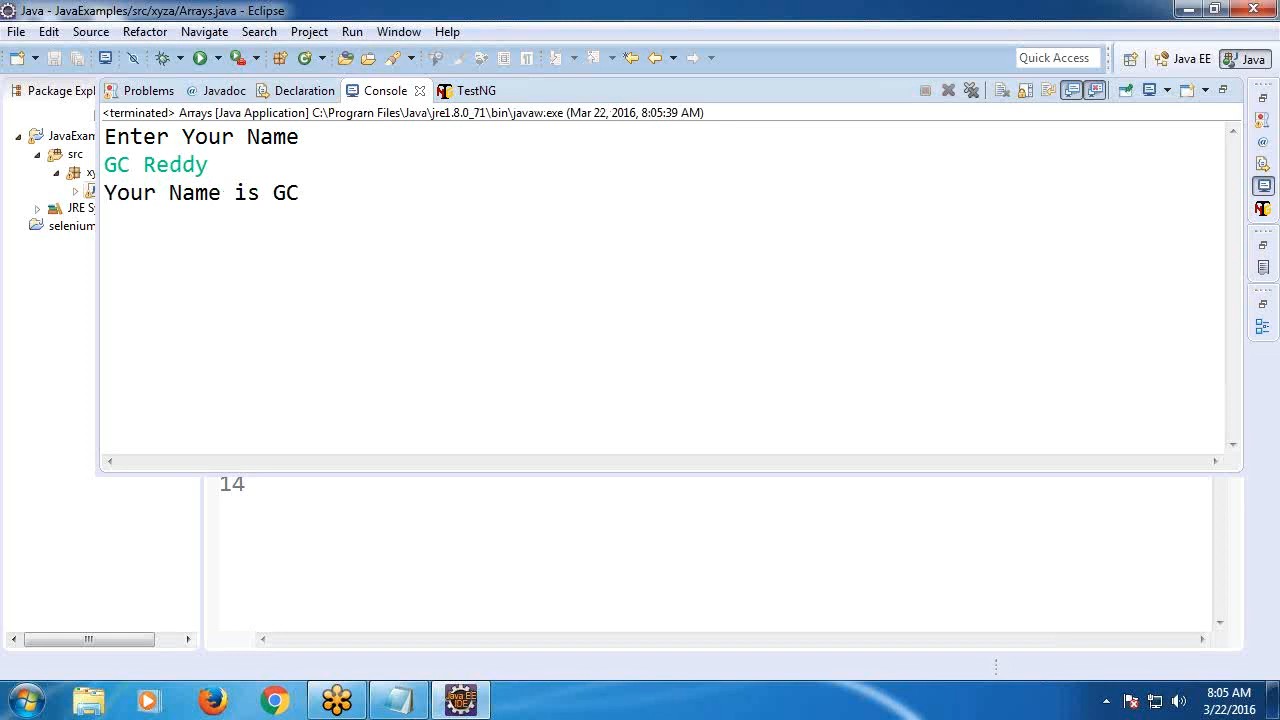 Java - JavaExamples/src/xyza/Arrays.java - Eclipse
File Edit Source Refactor Navigate Search Project Run Window Help
Quick Access Java EE Java
Package Expl Problems @ Javadoc Declaration Console TestNG
<terminated> Arrays [Java Application] C:\Program Files\Java\jre1.8.0_71\bin\javaw.exe (Mar 22, 2016, 8:05:39 AM)
JavaExam
src
xy
JRE Sy
selenium
Enter Your Name
GC Reddy
Your Name is GC
14
8:05 AM
3/22/2016